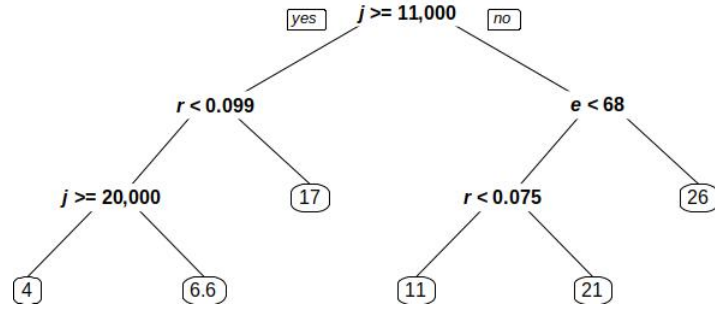 yes j >= 11,000 no
r < 0.099 e < 68
j >= 20,000 17 r < 0.075 26
4 6.6 11 21